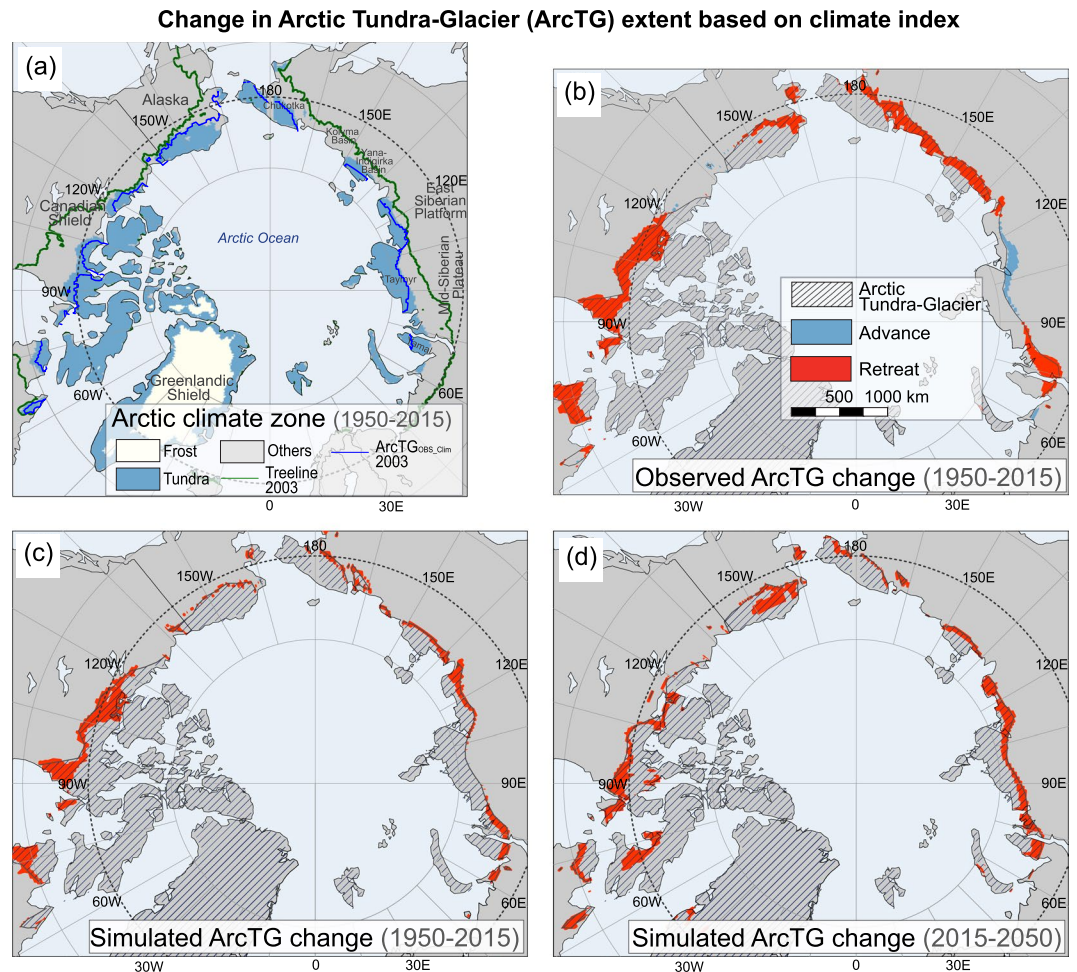 Change in Arctic Tundra-Glacier (ArcTG) extent based on climate index
(a)
Alaska
180
Chukotka
150W
150E
Kolyma
Basin
Yana-
Indigirka
Basin
120W
120E
Canadian
Shield
East
Siberian
Platform
Arctic Ocean
Mid-Siberian
Plateau
Taymyr
90W
Yamal
Greenlandic
Shield
60W
60E
Arctic climate zone (1950-2015)
Frost
Others
ArcTGOBS_Clim
2003
Tundra
Treeline
2003
0
30E
(b)
180
150W
150E
120W
120E
Arctic
Tundra-Glacier
Advance
90W
90E
Retreat
500 1000 km
60W
60E
Observed ArcTG change (1950-2015)
30W
0
30E
(c)
180
150W
150E
120W
120E
90W
90E
60W
60E
Simulated ArcTG change (1950-2015)
30W
0
30E
(d)
180
150W
150E
120W
120E
90W
90E
60W
60E
Simulated ArcTG change (2015-2050)
30W
0
30E